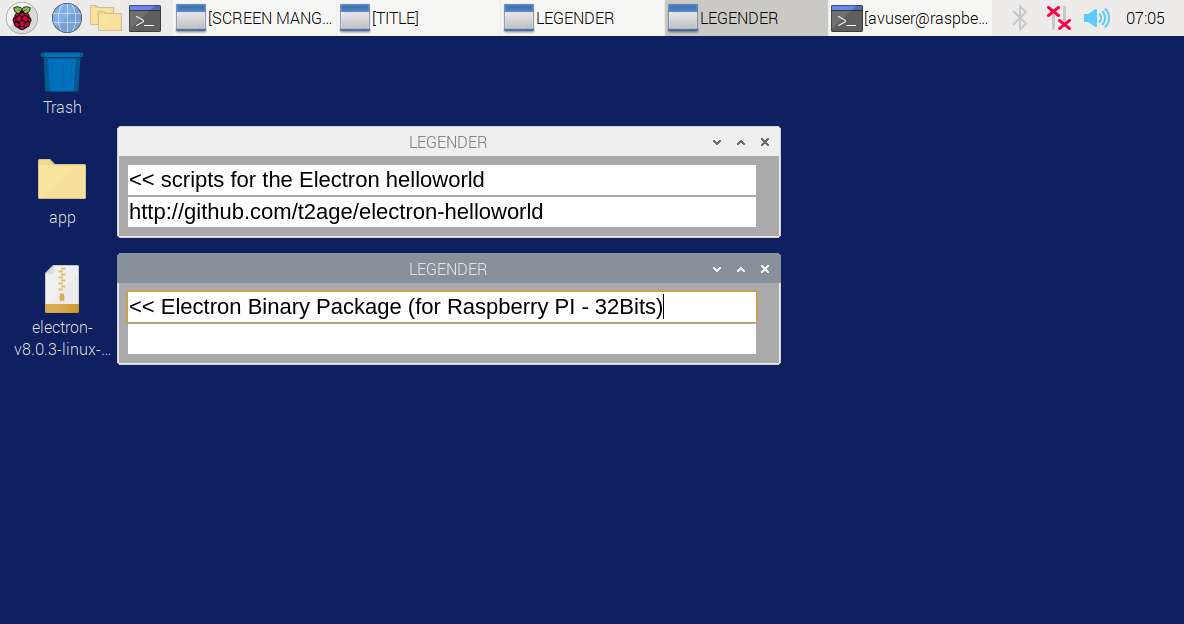 [SCREEN MANG...
[TITLE]
LEGENDER
LEGENDER
[avuser@raspbe...
07:05
Trash
app
electron-
v8.0.3-linux-...
LEGENDER
<< scripts for the Electron helloworld
http://github.com/t2age/electron-helloworld
LEGENDER
<< Electron Binary Package (for Raspberry PI - 32Bits)